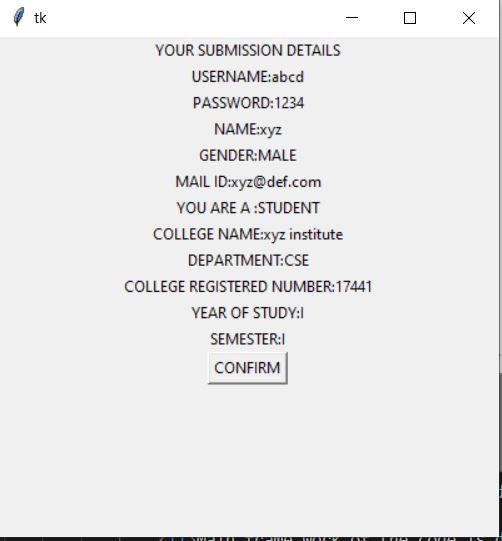 tk
YOUR SUBMISSION DETAILS
USERNAME:abcd
PASSWORD:1234
NAME:xyz
GENDER:MALE
MAIL ID:xyz@def.com
YOU ARE A :STUDENT
COLLEGE NAME:xyz institute
DEPARTMENT:CSE
COLLEGE REGISTERED NUMBER:17441
YEAR OF STUDY:I
SEMESTER:I
CONFIRM